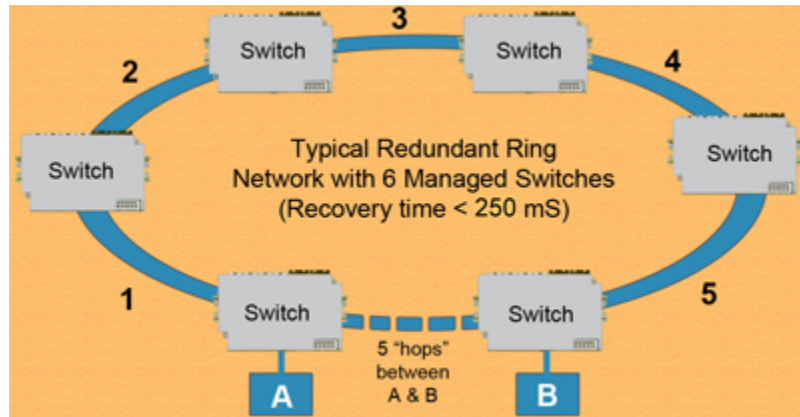 3
Switch
Switch
2
4
Switch
Switch
Typical Redundant Ring
Network with 6 Managed Switches
(Recovery time < 250 mS)
1
5
Switch
Switch
5 "hops"
between
A & B
A
B